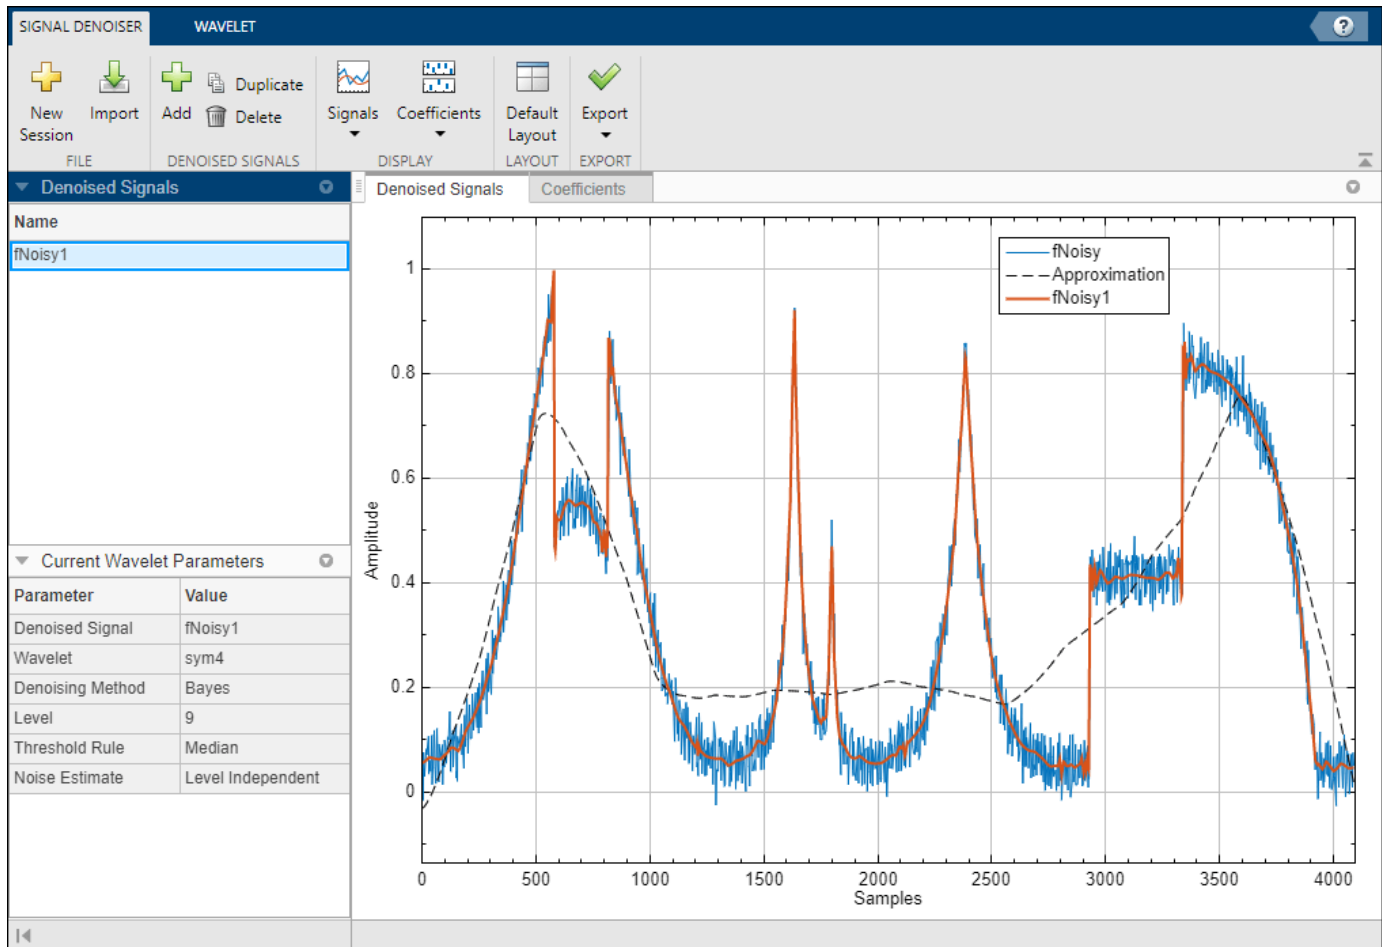 SIGNAL DENOISER WAVELET
?
New Session
Import
Add
Duplicate
Delete
Signals
Coefficients
Default Layout
Export
FILE DENOISED SIGNALS DISPLAY LAYOUT EXPORT
Denoised Signals
Name
fNoisy1
Current Wavelet Parameters
Parameter Value
Denoised Signal fNoisy1
Wavelet sym4
Denoising Method Bayes
Level 9
Threshold Rule Median
Noise Estimate Level Independent
Denoised Signals Coefficients
fNoisy
Approximation
fNoisy1
Amplitude
1
0.8
0.6
0.4
0.2
0
0 500 1000 1500 2000 2500 3000 3500 4000
Samples